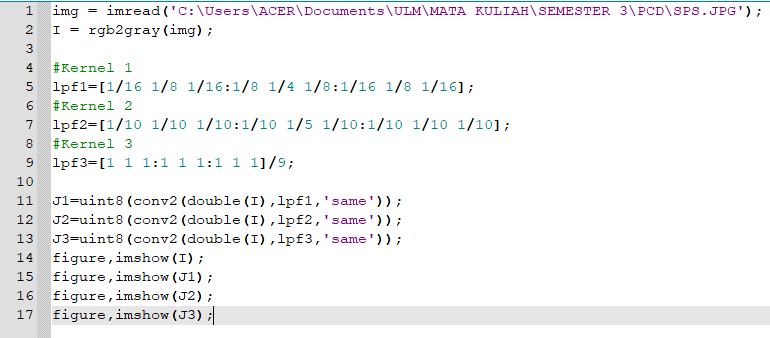 1 img = imread('C:\Users\ACER\Documents\ULM\MATA KULIAH\SEMESTER 3\PCD\SPS.JPG');
2 I = rgb2gray(img);
3
4 #Kernel 1
5 lpf1=[1/16 1/8 1/16:1/8 1/4 1/8:1/16 1/8 1/16];
6 #Kernel 2
7 lpf2=[1/10 1/10 1/10:1/10 1/5 1/10:1/10 1/10 1/10];
8 #Kernel 3
9 lpf3=[1 1 1:1 1 1:1 1 1]/9;
10
11 J1=uint8(conv2(double(I),lpf1,'same'));
12 J2=uint8(conv2(double(I),lpf2,'same'));
13 J3=uint8(conv2(double(I),lpf3,'same'));
14 figure,imshow(I);
15 figure,imshow(J1);
16 figure,imshow(J2);
17 figure,imshow(J3);